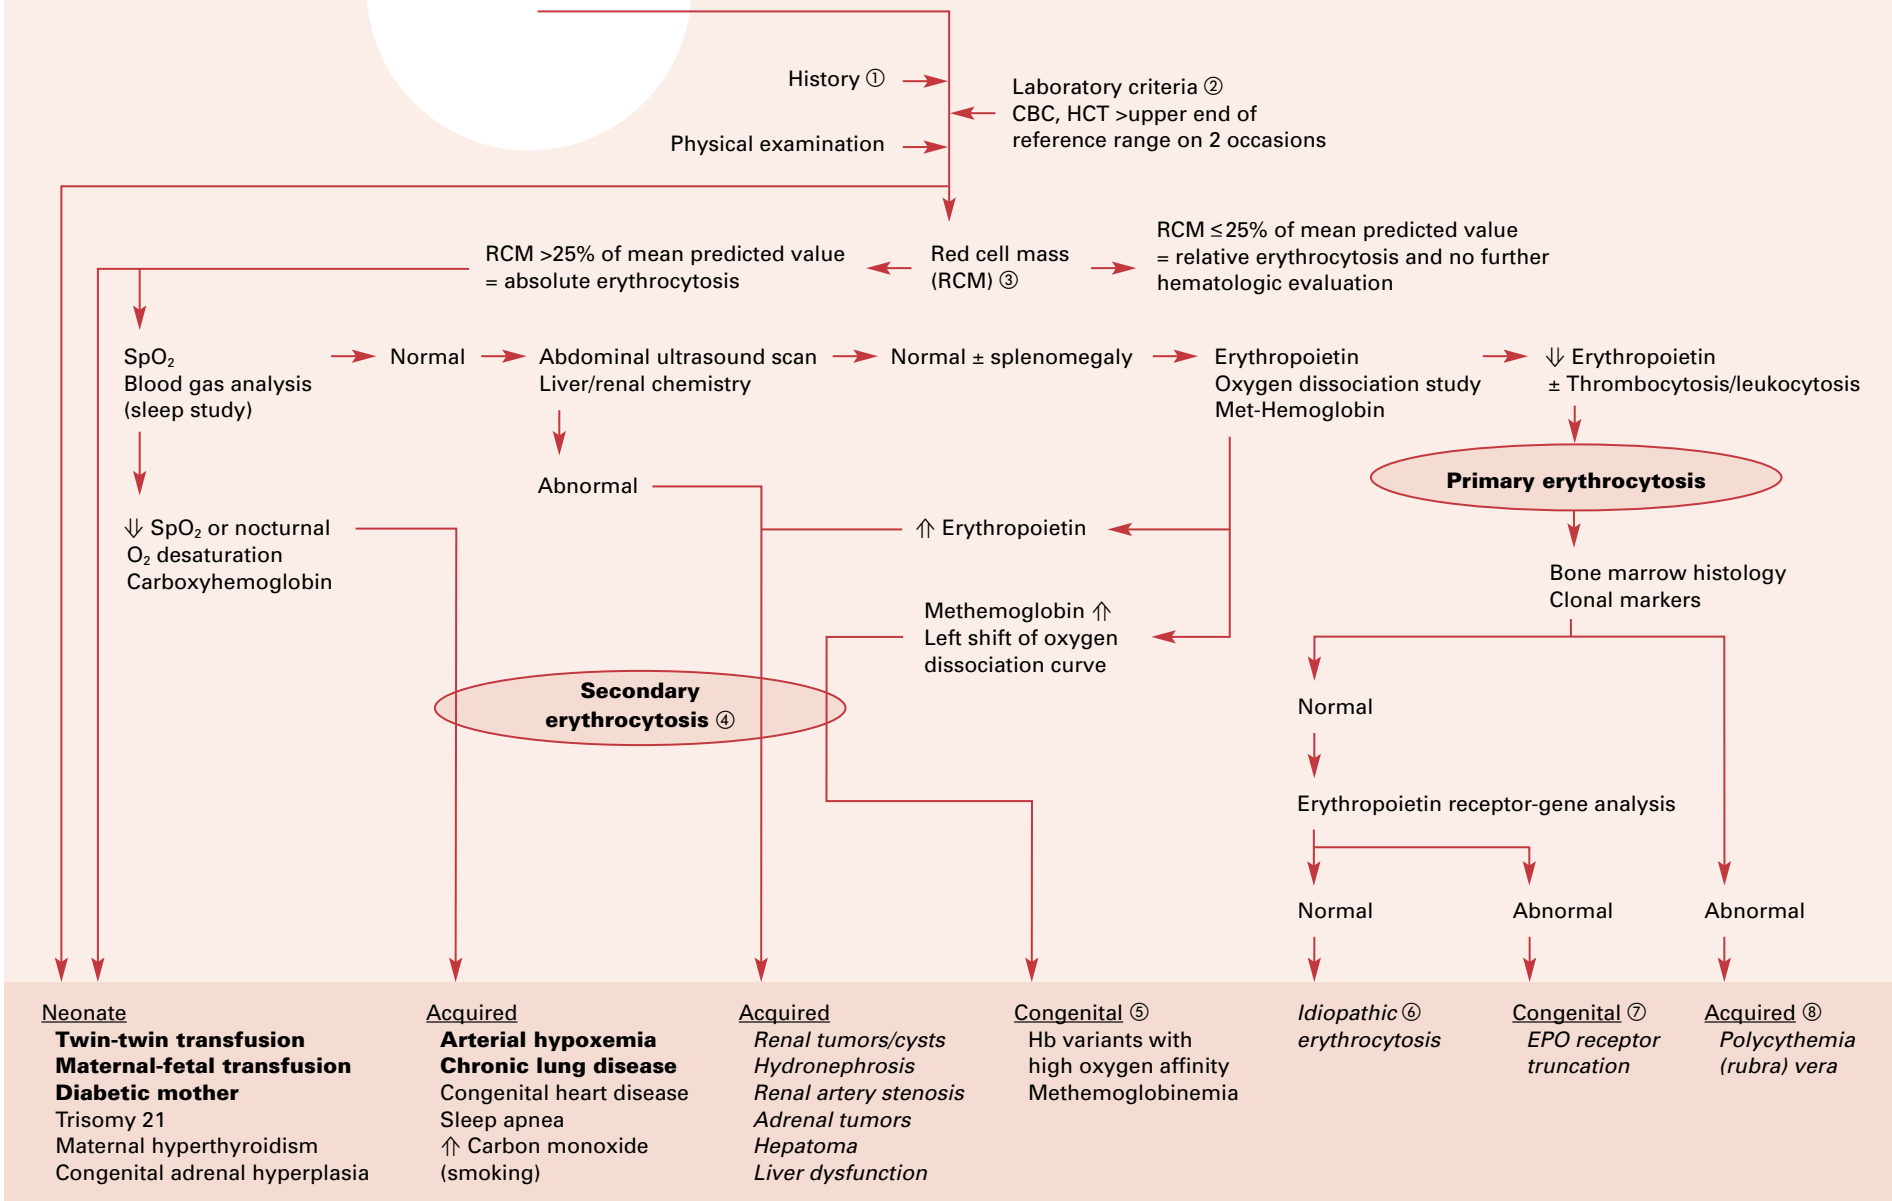 History ①
Laboratory criteria ②
CBC, HCT >upper end of
reference range on 2 occasions
Physical examination
RCM >25% of mean predicted value
= absolute erythrocytosis
Red cell mass
(RCM) ③
RCM ≤25% of mean predicted value
= relative erythrocytosis and no further
hematologic evaluation
SpO₂
Blood gas analysis
(sleep study)
Normal
Abdominal ultrasound scan
Liver/renal chemistry
Normal ± splenomegaly
Erythropoietin
Oxygen dissociation study
Met-Hemoglobin
⇓ Erythropoietin
± Thrombocytosis/leukocytosis
Abnormal
Primary erythrocytosis
⇓ SpO₂ or nocturnal
O₂ desaturation
Carboxyhemoglobin
⇑ Erythropoietin
Bone marrow histology
Clonal markers
Methemoglobin ⇑
Left shift of oxygen
dissociation curve
Secondary
erythrocytosis ④
Normal
Erythropoietin receptor-gene analysis
Normal
Abnormal
Abnormal
Neonate
Twin-twin transfusion
Maternal-fetal transfusion
Diabetic mother
Trisomy 21
Maternal hyperthyroidism
Congenital adrenal hyperplasia
Acquired
Arterial hypoxemia
Chronic lung disease
Congenital heart disease
Sleep apnea
⇑ Carbon monoxide
(smoking)
Acquired
Renal tumors/cysts
Hydronephrosis
Renal artery stenosis
Adrenal tumors
Hepatoma
Liver dysfunction
Congenital ⑤
Hb variants with
high oxygen affinity
Methemoglobinemia
Idiopathic ⑥
erythrocytosis
Congenital ⑦
EPO receptor
truncation
Acquired ⑧
Polycythemia
(rubra) vera